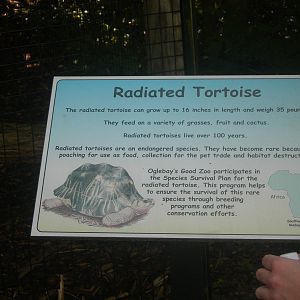 Radiated Tortoise
The radiated tortoise can grow up to 16 inches in length and weigh 35 pounds
They feed on a variety of grasses, fruit and cactus.
Radiated tortoises live over 100 years.
Radiated tortoises are an endangered species. They have become rare because
poaching for use as food, collection for the pet trade and habitat destruct
Oglebay's Good Zoo participates in
the Species Survival Plan for the
radiated tortoise. This program helps
to ensure the survival of this rare
species through breeding
programs and other
conservation efforts.
Africa